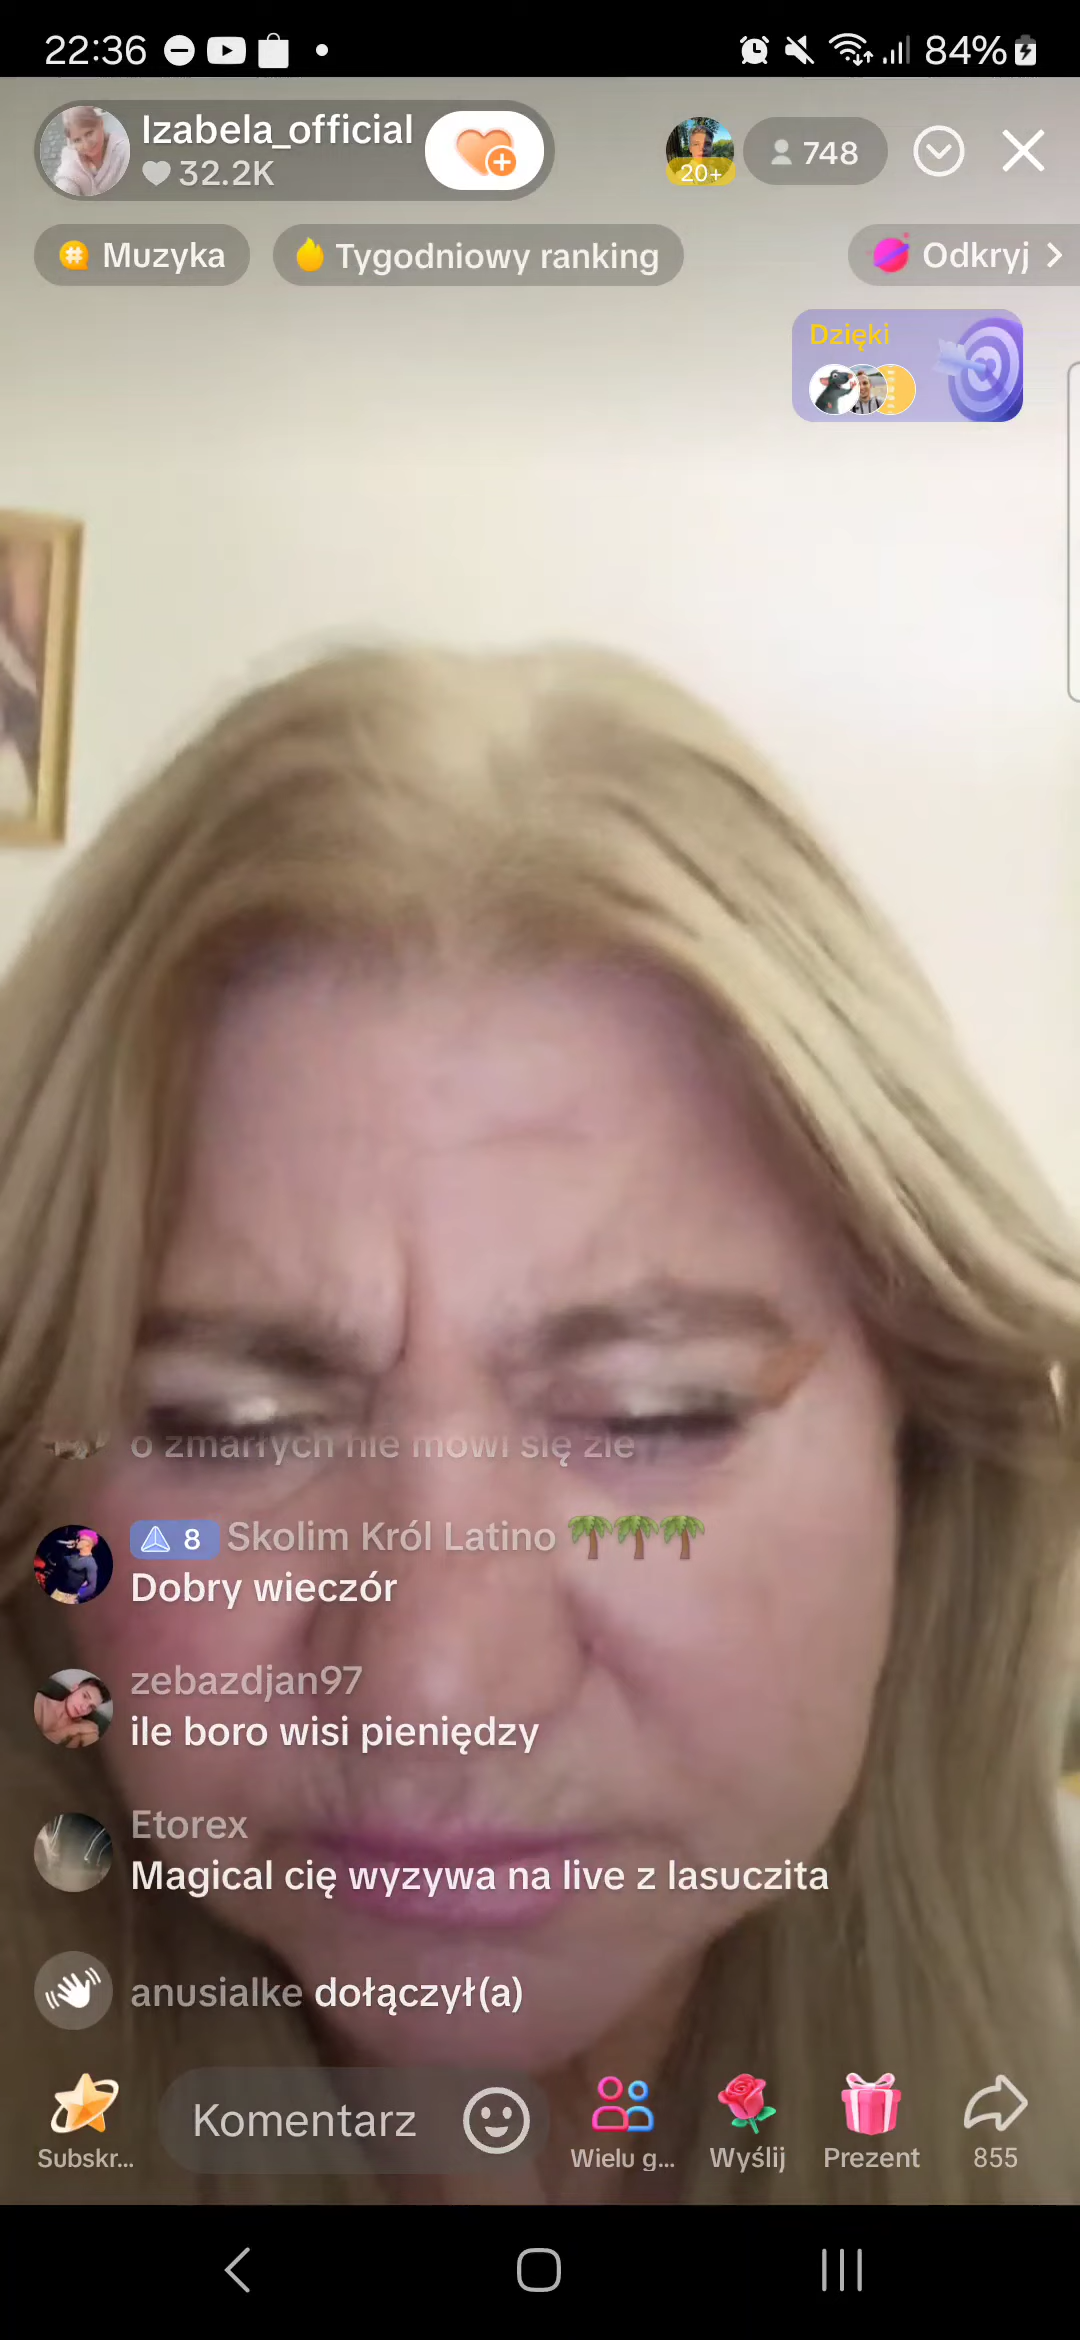 22:36
84%
Izabela_official
32.2K
20+
748
Muzyka
Tygodniowy ranking
Odkryj
Dzięki
o zmarłych nie mówi się źle
8 Skolim Król Latino
Dobry wieczór
zebazdjan97
ile boro wisi pieniędzy
Etorex
Magical cię wyzywa na live z lasuczita
anusialke dołączył(a)
Komentarz
Subskr...
Wielu g...
Wyślij
Prezent
855